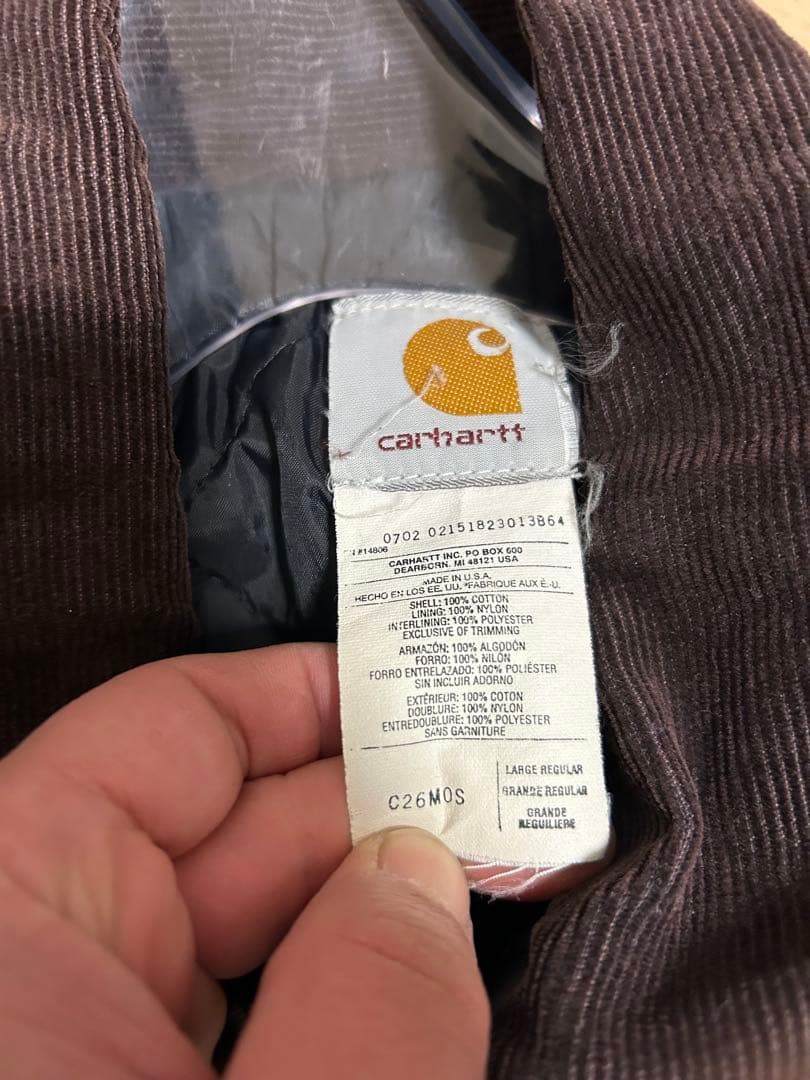 carhartt
0702 02151823013B64
RN #14806
CARHARTT INC. PO BOX 600
DEARBORN, MI 48121 USA
MADE IN U.S.A.
HECHO EN LOS EE. UU. *FABRIQUE AUX É.-U.
SHELL: 100% COTTON
LINING: 100% NYLON
INTERLINING: 100% POLYESTER
EXCLUSIVE OF TRIMMING
ARMAZÓN: 100% ALGODÓN
FORRO: 100% NILÓN
FORRO ENTRELAZADO: 100% POLIÉSTER
SIN INCLUIR ADORNO
EXTÉRIEUR: 100% COTON
DOUBLURE: 100% NYLON
ENTREDOUBLURE: 100% POLYESTER
SANS GARNITURE
C26MOS
LARGE REGULAR
GRANDE REGULAR
GRANDE
REGULIERE